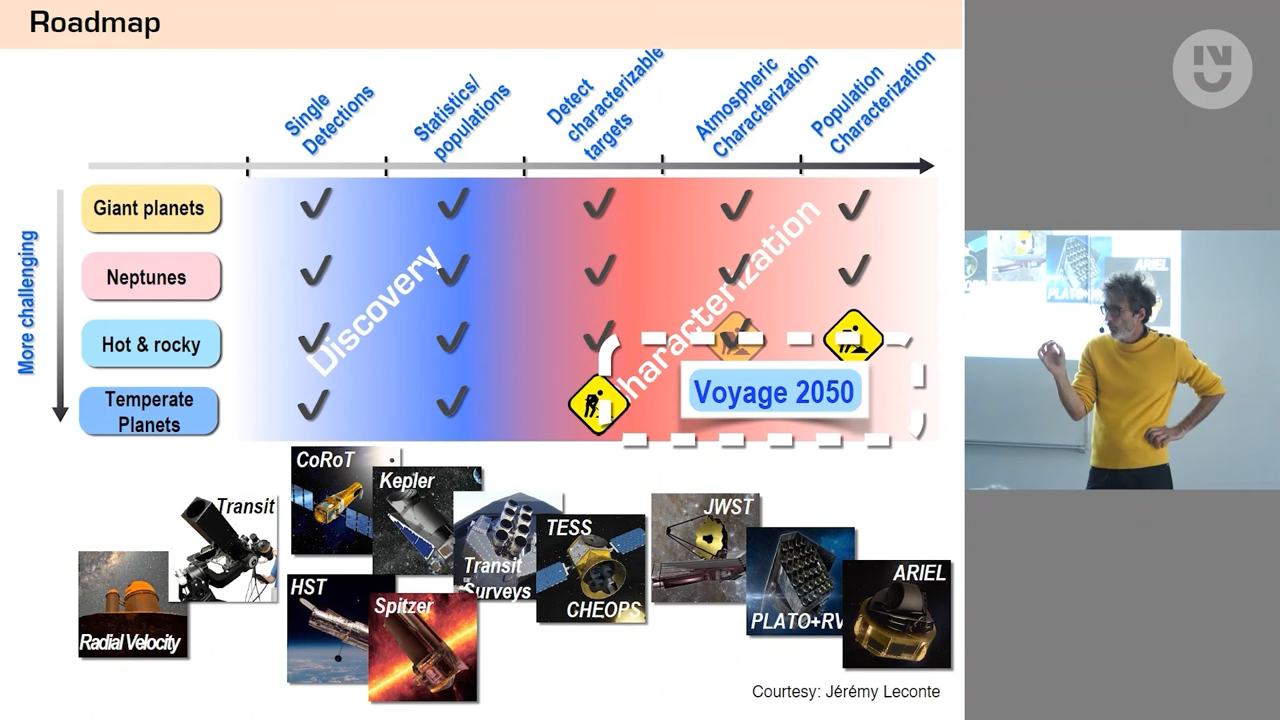 Roadmap
Single
Detections
Statistics/
populations
Detect
characterizable
targets
Atmospheric
Characterization
Population
Characterization
More challenging
Giant planets
Neptunes
Hot & rocky
Temperate
Planets
Discovery
Characterization
Voyage 2050
CoRoT
Kepler
Transit
Transit
Surveys
TESS
CHEOPS
JWST
HST
Spitzer
Radial Velocity
PLATO+RV
ARIEL
Courtesy: Jérémy Leconte
ARIEL